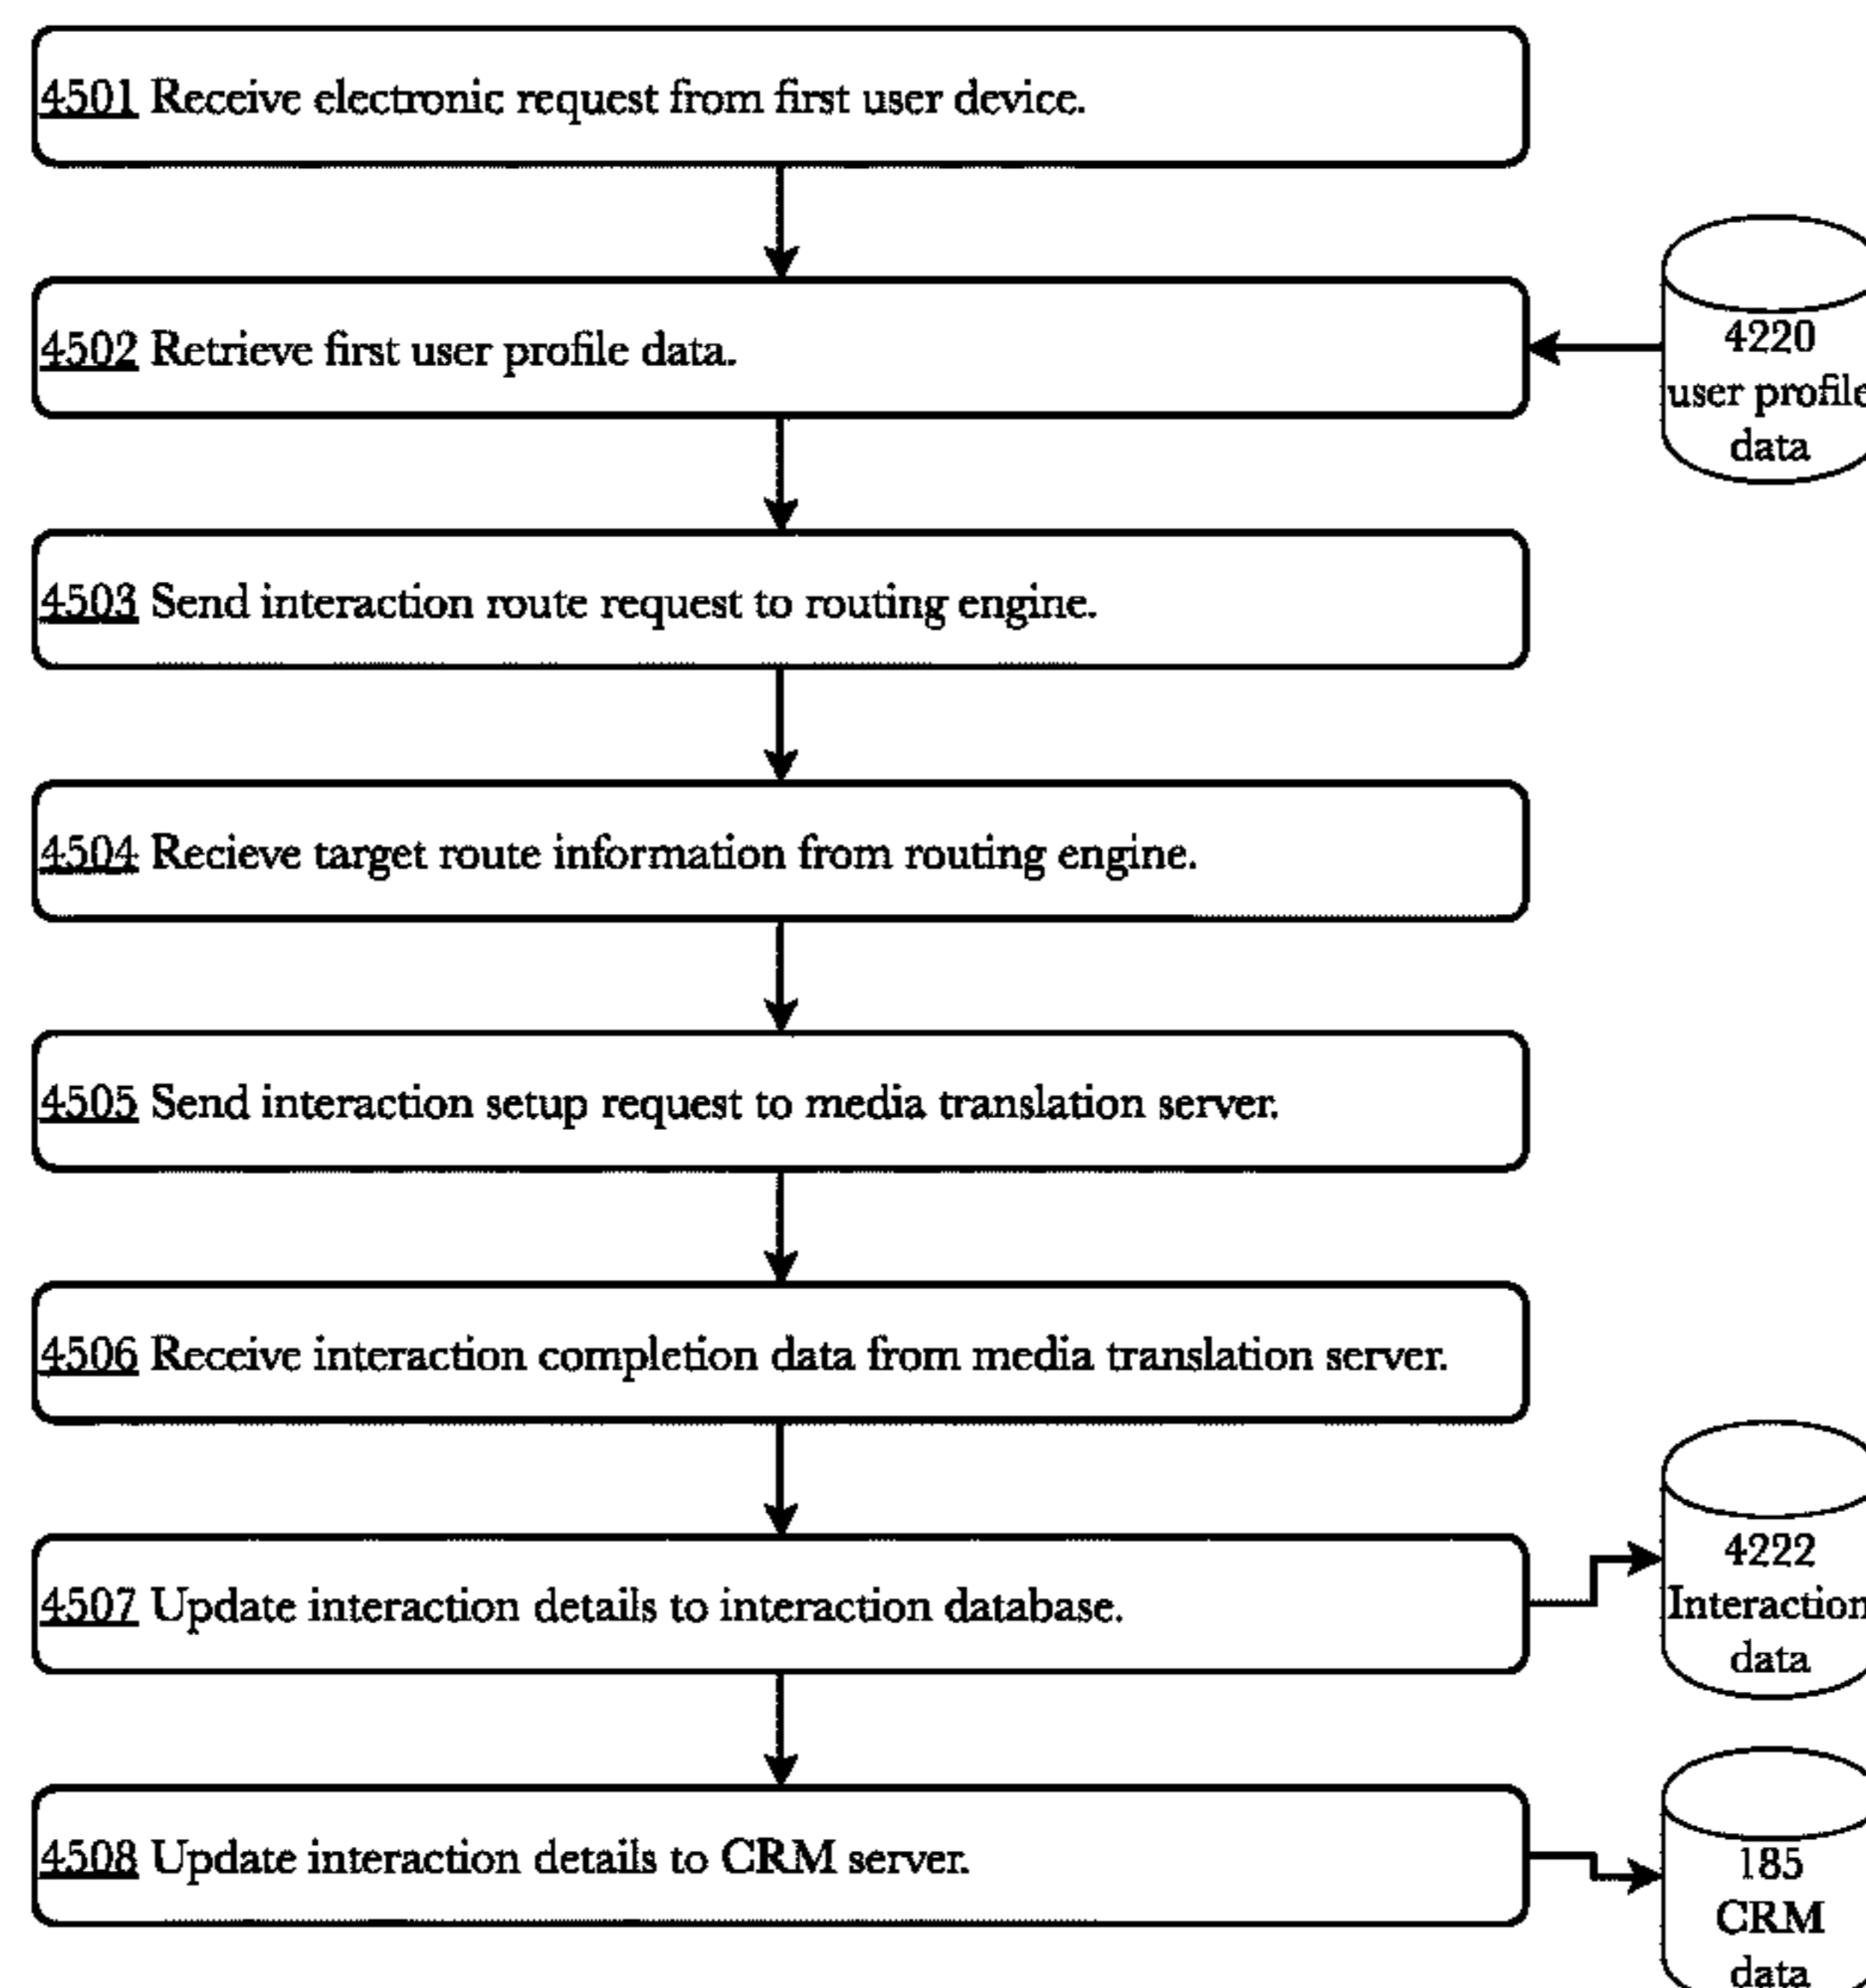 4501 Receive electronic request from first user device.
4502 Retrieve first user profile data.
4220
user profile
data
4503 Send interaction route request to routing engine.
4504 Recieve target route information from routing engine.
4505 Send interaction setup request to media translation server.
4506 Receive interaction completion data from media translation server.
4507 Update interaction details to interaction database.
4222
Interaction
data
4508 Update interaction details to CRM server.
185
CRM
data